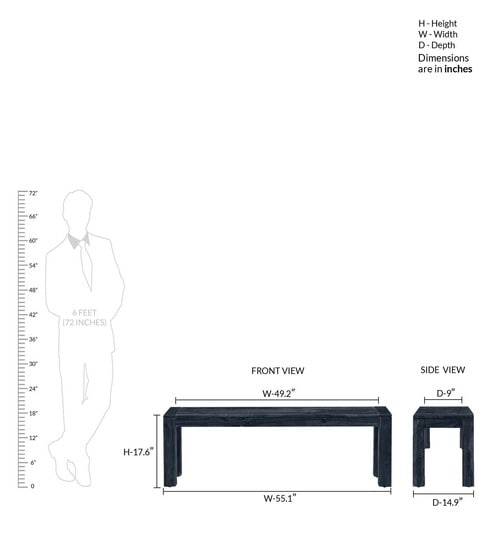 H - Height
W - Width
D - Depth
Dimensions
are in inches
72"
66"
60"
54"
48"
42"
36"
30"
24"
18"
12"
6"
0
6 FEET
(72 INCHES)
FRONT VIEW
W-49.2"
H-17.6"
W-55.1"
SIDE VIEW
D-9"
D-14.9"